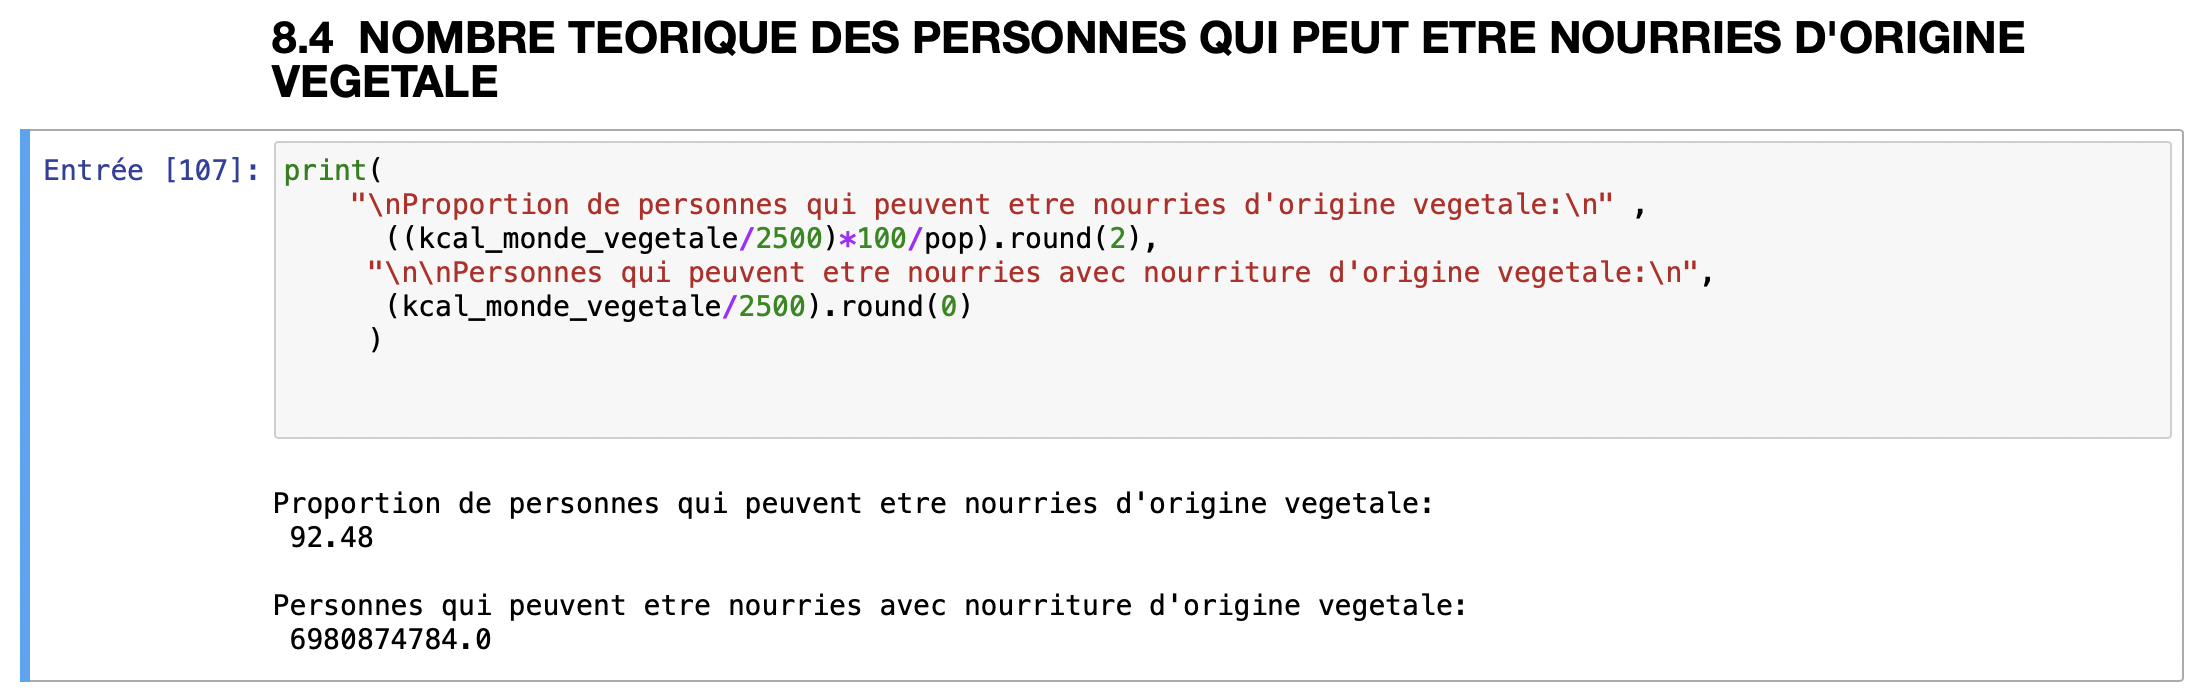 8.4 NOMBRE TEORIQUE DES PERSONNES QUI PEUT ETRE NOURRIES D'ORIGINE
VEGETALE
Entrée [107]: print(
"\nProportion de personnes qui peuvent etre nourries d'origine vegetale:\n" ,
((kcal_monde_vegetale/2500)*100/pop).round(2),
"\n\nPersonnes qui peuvent etre nourries avec nourriture d'origine vegetale:\n",
(kcal_monde_vegetale/2500).round(0)
)
Proportion de personnes qui peuvent etre nourries d'origine vegetale:
92.48
Personnes qui peuvent etre nourries avec nourriture d'origine vegetale:
6980874784.0